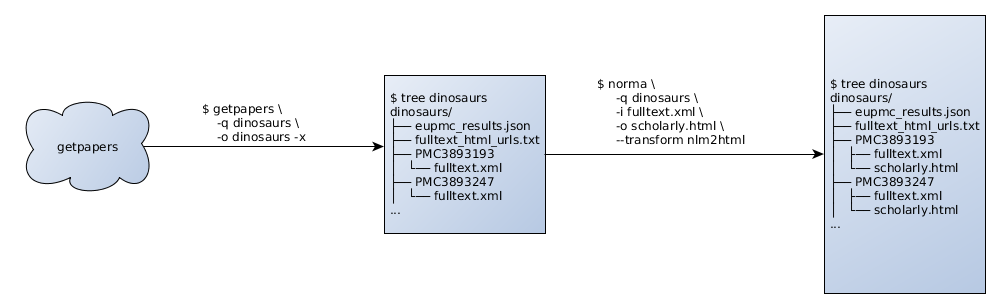 getpapers
$ getpapers \
-q dinosaurs \
-o dinosaurs -x
$ tree dinosaurs
dinosaurs/
├── eupmc_results.json
├── fulltext_html_urls.txt
├── PMC3893193
│   └── fulltext.xml
├── PMC3893247
│   └── fulltext.xml
...
$ norma \
-q dinosaurs \
-i fulltext.xml \
-o scholarly.html \
--transform nlm2html
$ tree dinosaurs
dinosaurs/
├── eupmc_results.json
├── fulltext_html_urls.txt
├── PMC3893193
│   ├── fulltext.xml
│   └── scholarly.html
├── PMC3893247
│   ├── fulltext.xml
│   └── scholarly.html
...